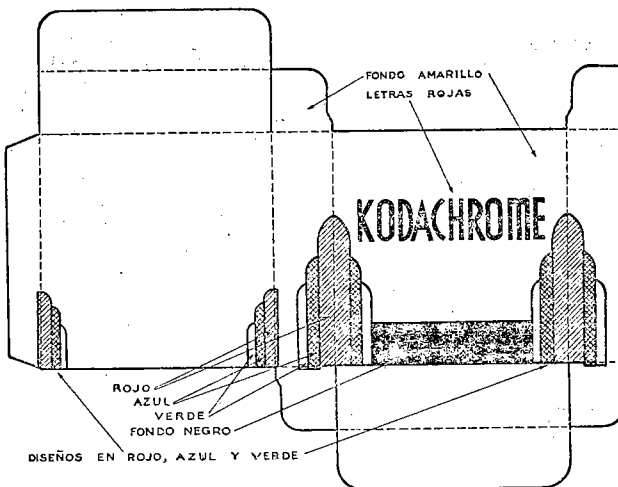 FONDO AMARILLO
LETRAS ROJAS
KODACHROME
ROJO
AZUL
VERDE
FONDO NEGRO
DISEÑOS EN ROJO, AZUL Y VERDE